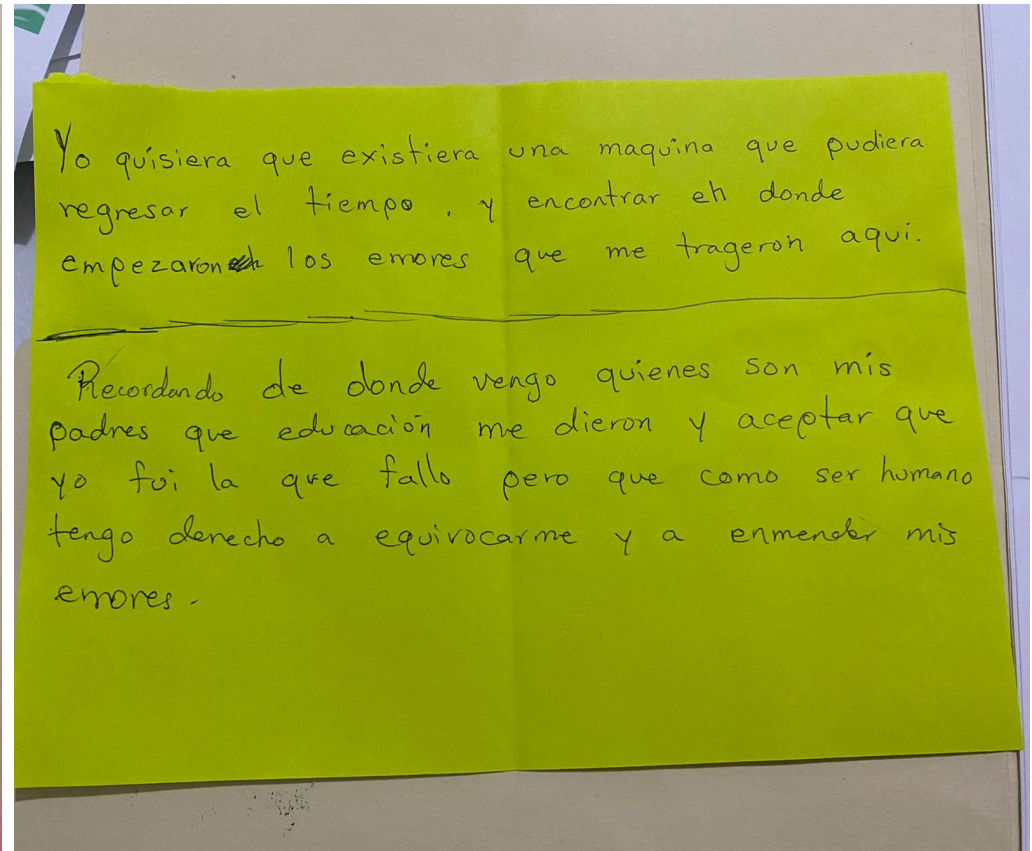 Yo quisiera que existiera una maquina que pudiera
regresar el tiempo, y encontrar en donde
empezaron los errores que me trageron aqui.
Recordando de donde vengo quienes son mis
padres que educación me dieron y aceptar que
yo fui la que fallo pero que como ser humano
tengo derecho a equivocarme y a enmendar mis
errores.